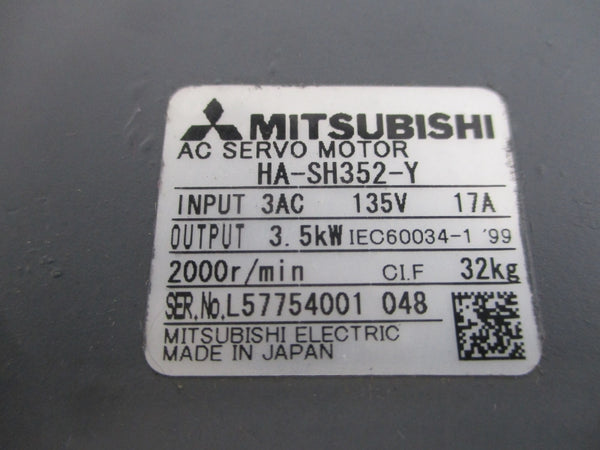 MITSUBISHI
AC SERVO MOTOR
HA-SH352-Y
INPUT 3AC 135V 17A
OUTPUT 3.5kW IEC60034-1 '99
2000r/min CI.F 32kg
SER.No.L57754001 048
MITSUBISHI ELECTRIC
MADE IN JAPAN